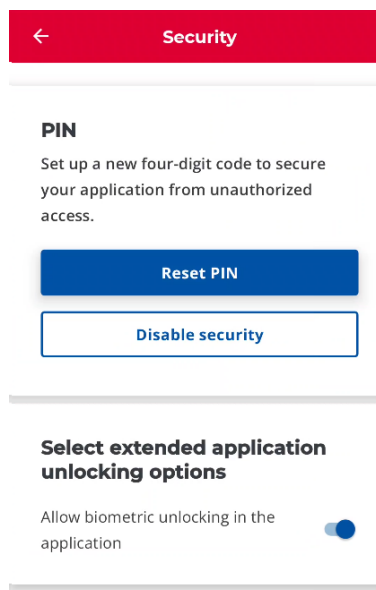 Security
PIN
Set up a new four-digit code to secure
your application from unauthorized
access.
Reset PIN
Disable security
Select extended application
unlocking options
Allow biometric unlocking in the
application